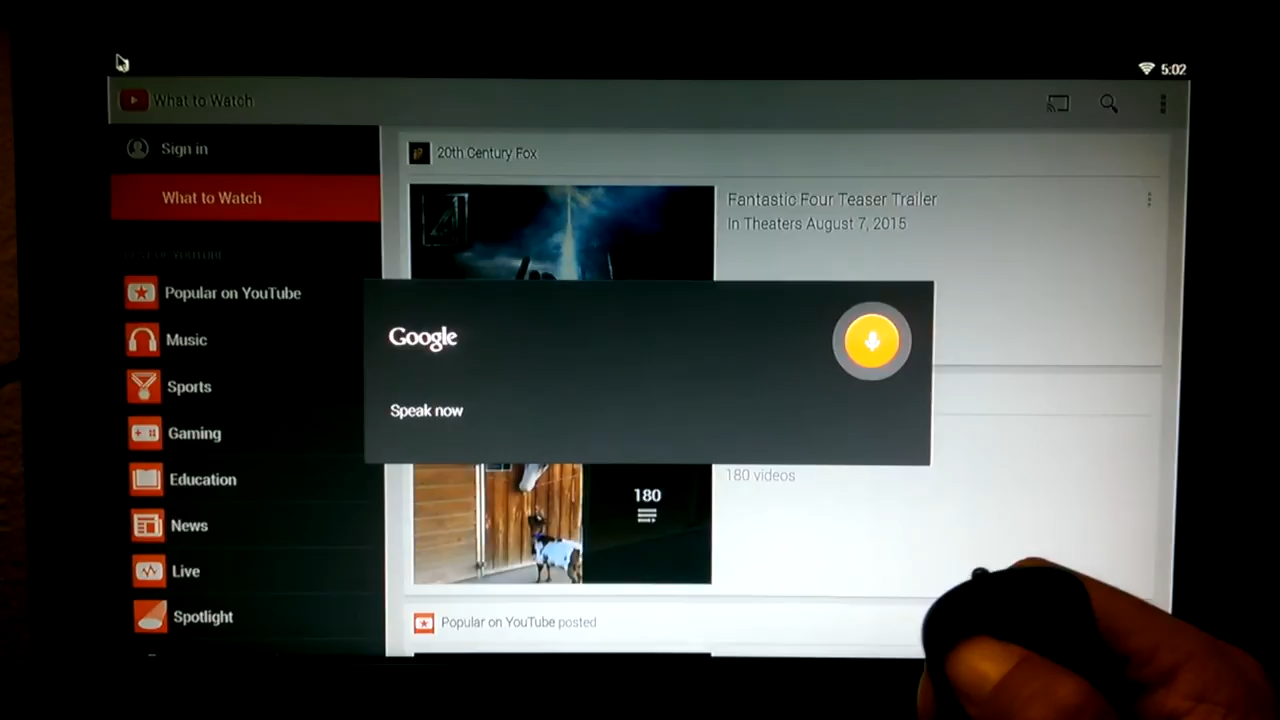 5:02
What to Watch
Sign in
What to Watch
Popular on YouTube
Music
Sports
Gaming
Education
News
Live
Spotlight
20th Century Fox
Fantastic Four Teaser Trailer
In Theaters August 7, 2015
Google
Speak now
180 videos
180
Popular on YouTube posted